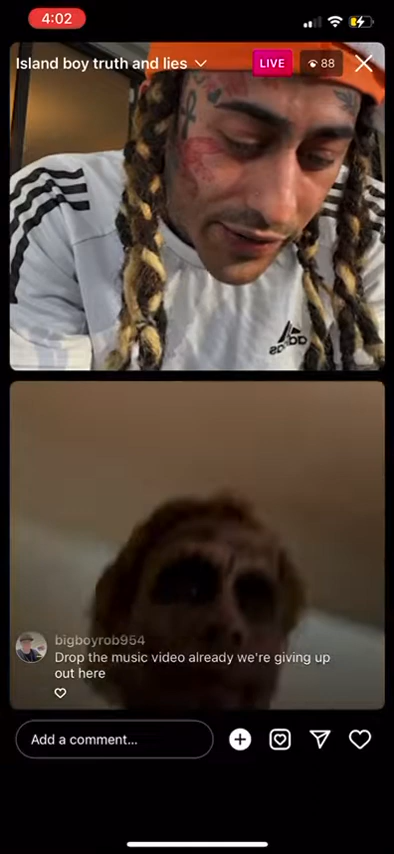 4:02
Island boy truth and lies
LIVE
88
adidas
bigboyrob954
Drop the music video already we're giving up
out here
Add a comment...